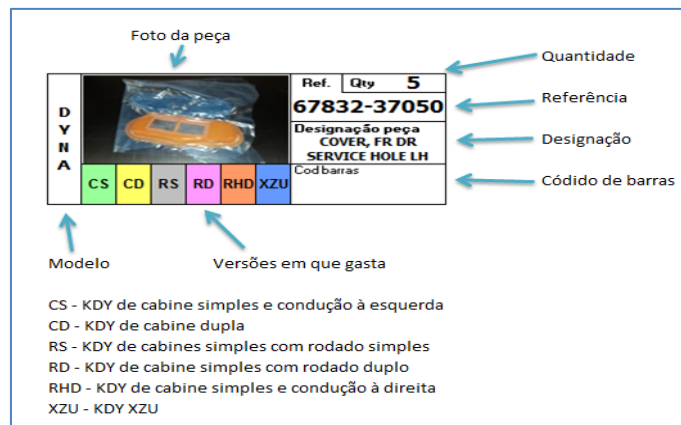 Foto da peça
Quantidade
Ref. Qty 5
Referência
67832-37050
Designação peça
COVER, FR DR
SERVICE HOLE LH
Designação
Cod barras
Códido de barras
DYNA
CS CD RS RD RHD XZU
Modelo
Versões em que gasta
CS - KDY de cabine simples e condução à esquerda
CD - KDY de cabine dupla
RS - KDY de cabines simples com rodado simples
RD - KDY de cabine simples com rodado duplo
RHD - KDY de cabine simples e condução à direita
XZU - KDY XZU